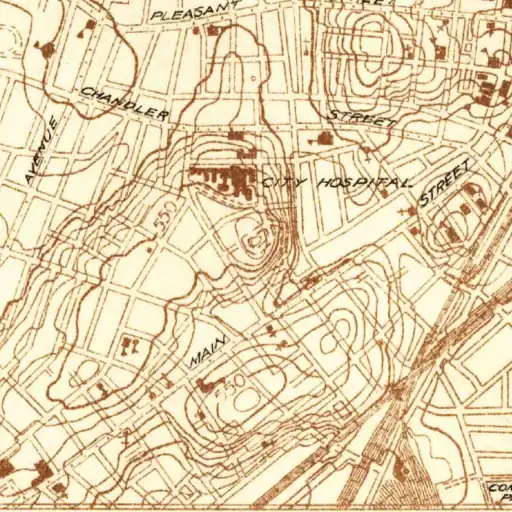 PLEASANT
CHANDLER
STREET
AVENUE
CITY HOSPITAL
STREET
550
MAIN
550